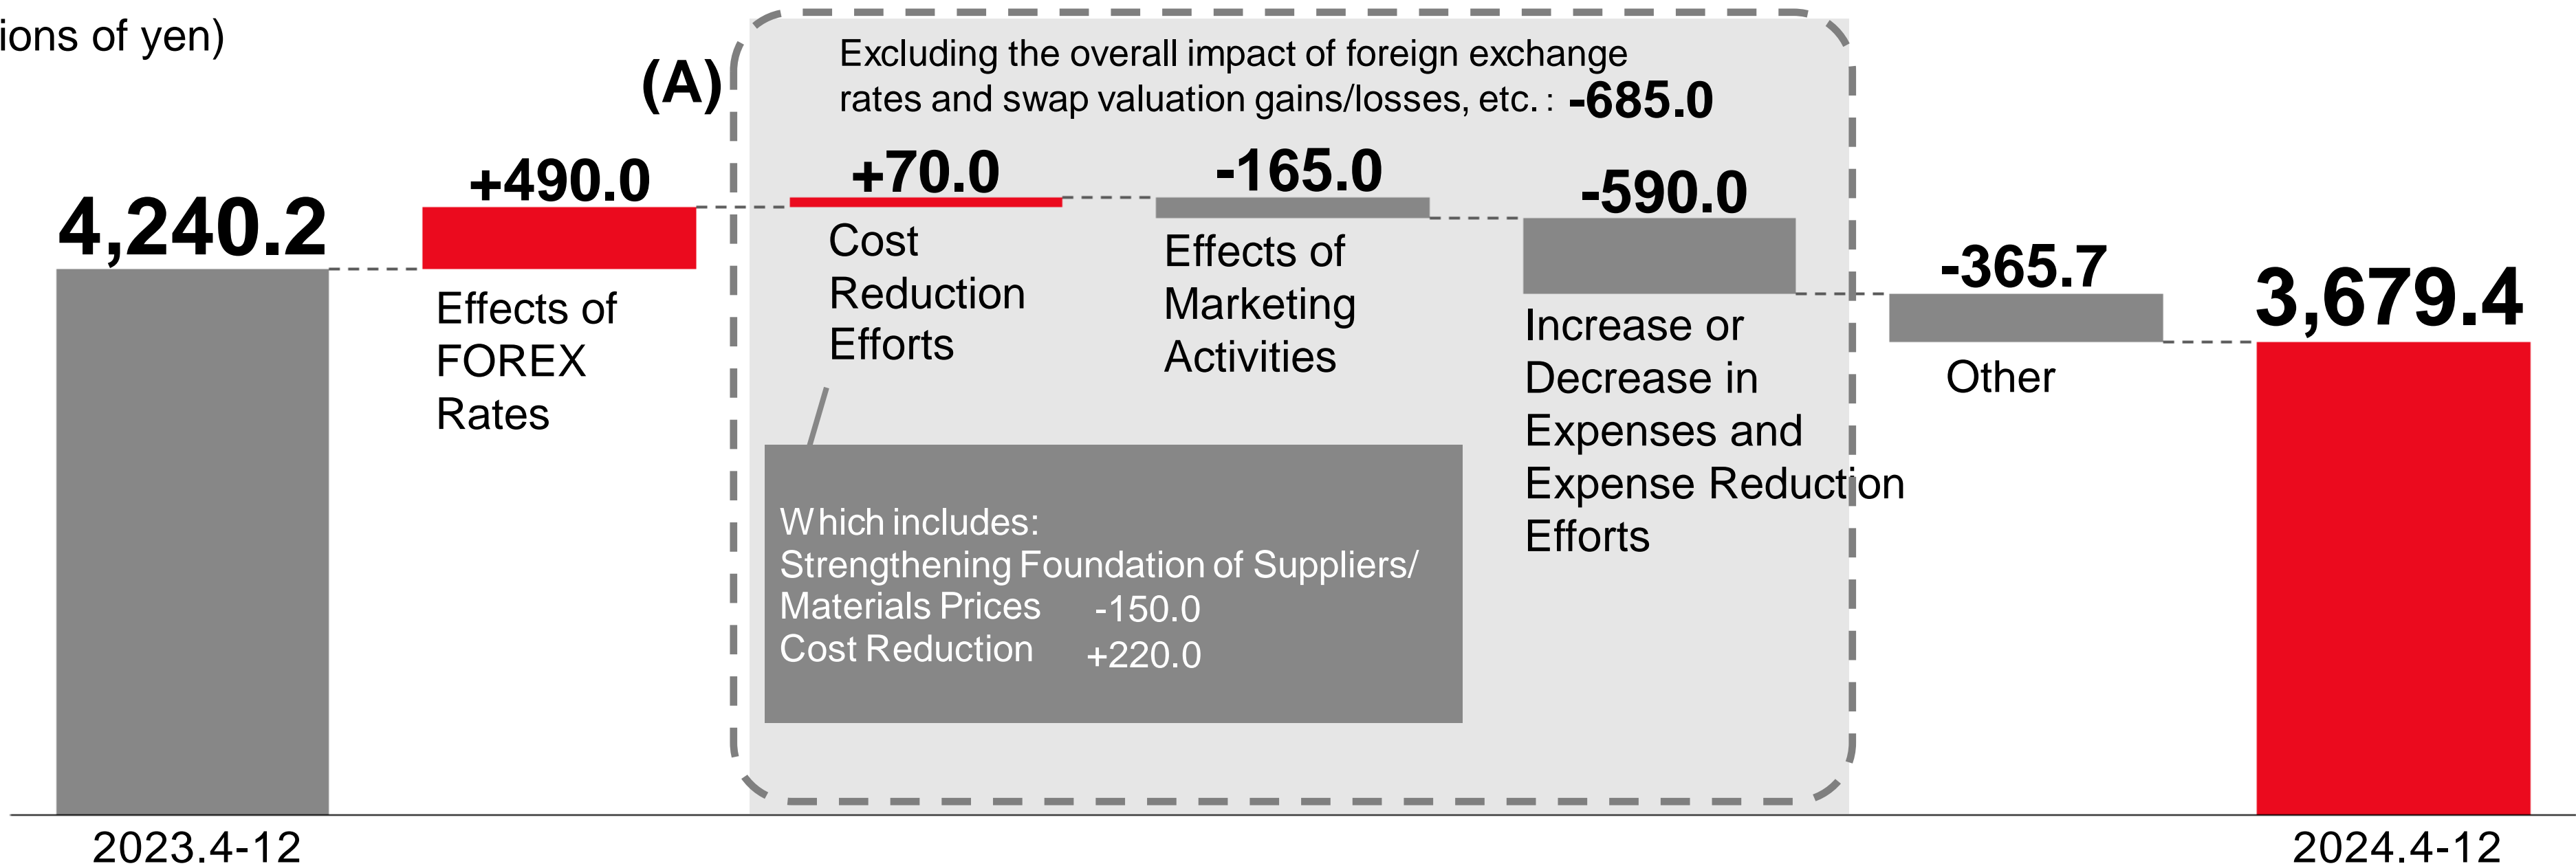 ions of yen)
(A)
Excluding the overall impact of foreign exchange
rates and swap valuation gains/losses, etc. : -685.0
4,240.2
+490.0
Effects of
FOREX
Rates
+70.0
Cost
Reduction
Efforts
-165.0
Effects of
Marketing
Activities
-590.0
Increase or
Decrease in
Expenses and
Expense Reduction
Efforts
-365.7
Other
3,679.4
Which includes:
Strengthening Foundation of Suppliers/
Materials Prices -150.0
Cost Reduction +220.0
2023.4-12
2024.4-12